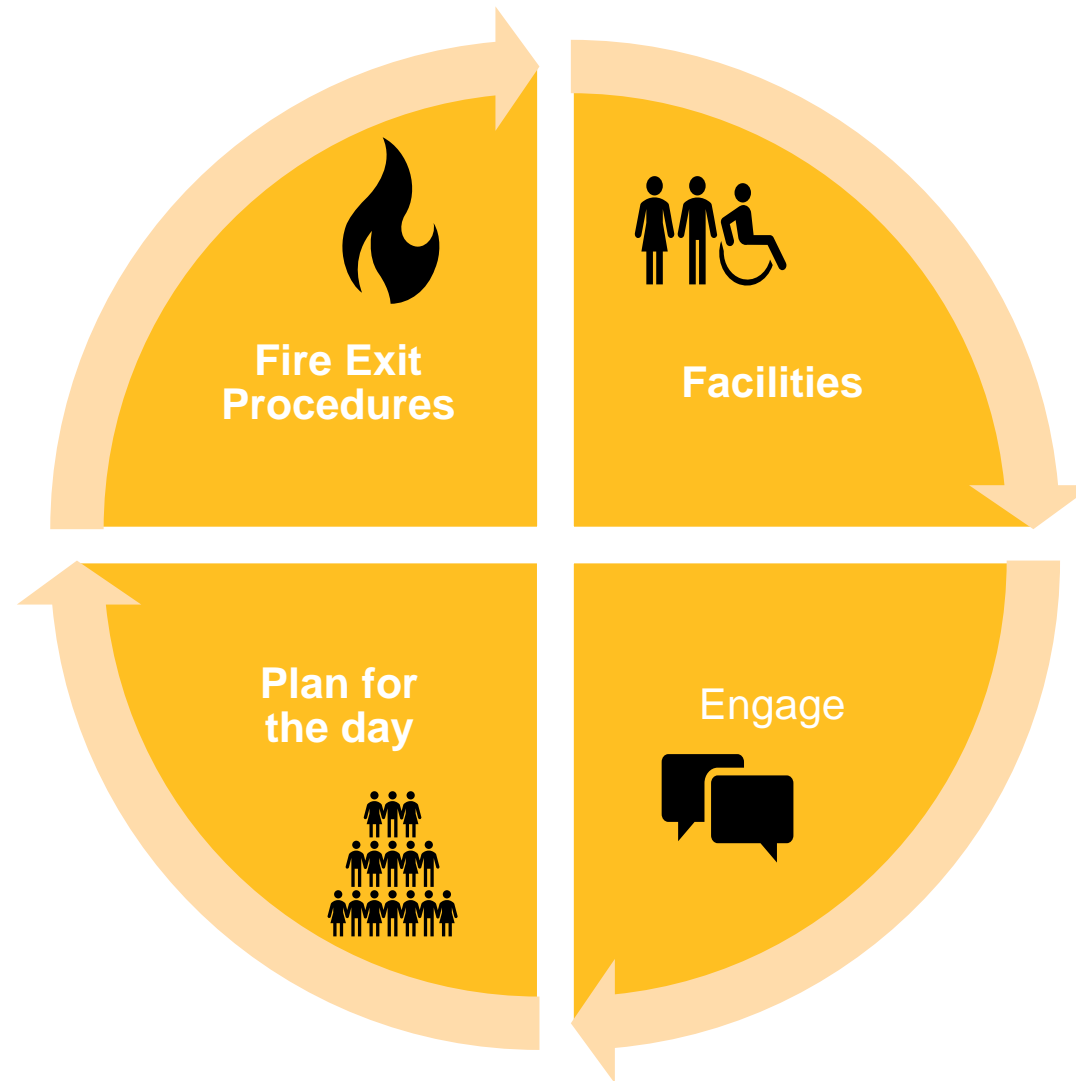 Fire Exit
Procedures
Facilities
Plan for
the day
Engage